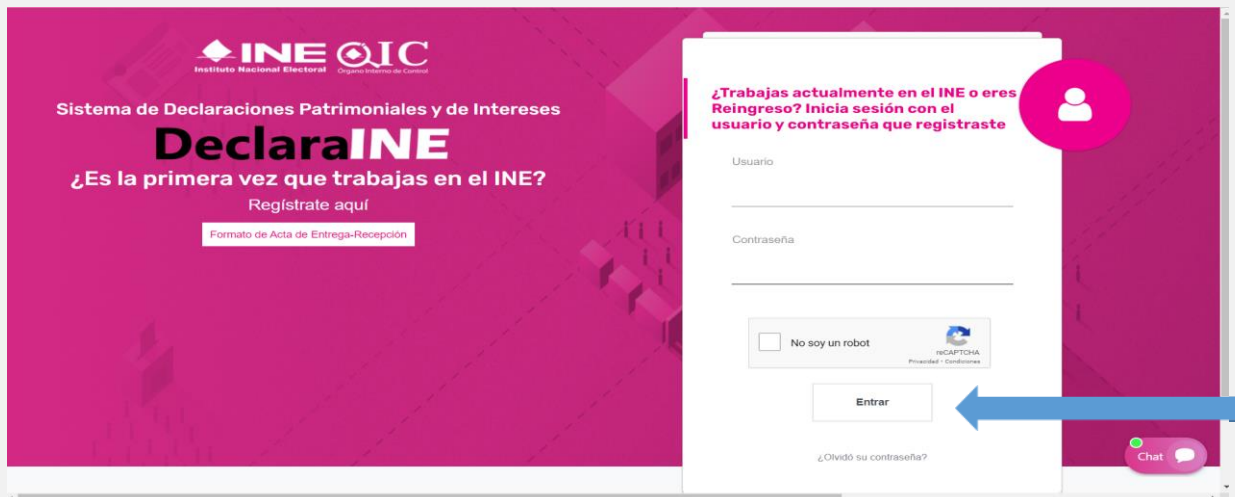 INE OIC
Instituto Nacional Electoral Órgano Interno de Control
Sistema de Declaraciones Patrimoniales y de Intereses
DeclaraINE
¿Es la primera vez que trabajas en el INE?
Regístrate aquí
Formato de Acta de Entrega-Recepción
¿Trabajas actualmente en el INE o eres
Reingreso? Inicia sesión con el
usuario y contraseña que registraste
Usuario
Contraseña
No soy un robot
reCAPTCHA
Privacidad - Condiciones
Entrar
¿Olvidó su contraseña?
Chat